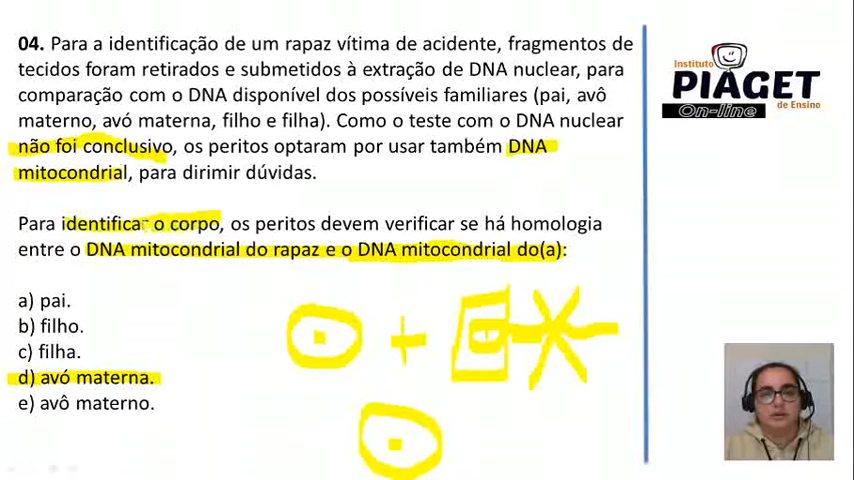 04. Para a identificação de um rapaz vítima de acidente, fragmentos de
tecidos foram retirados e submetidos à extração de DNA nuclear, para
comparação com o DNA disponível dos possíveis familiares (pai, avô
materno, avó materna, filho e filha). Como o teste com o DNA nuclear
não foi conclusivo, os peritos optaram por usar também DNA
mitocondrial, para dirimir dúvidas.
Para identificar o corpo, os peritos devem verificar se há homologia
entre o DNA mitocondrial do rapaz e o DNA mitocondrial do(a):
a) pai.
b) filho.
c) filha.
d) avó materna.
e) avô materno.
Instituto
PIAGET
On-line
de Ensino